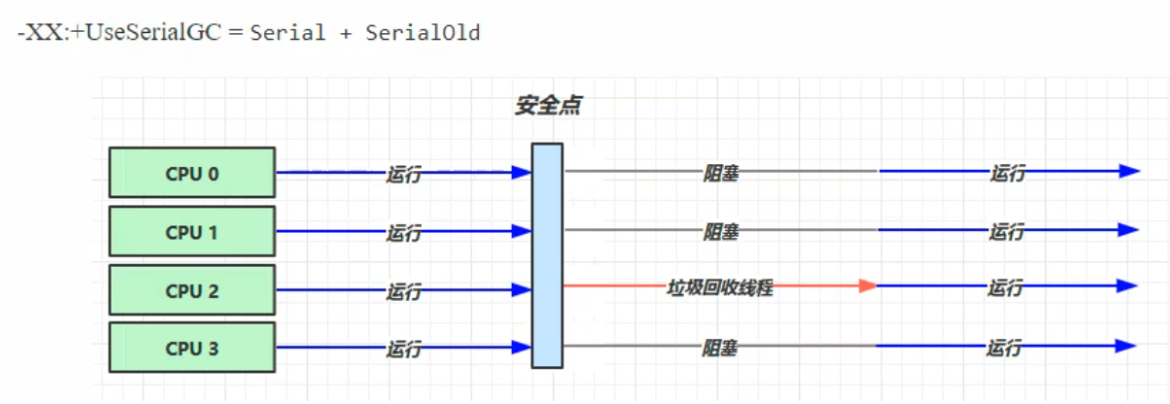 -XX:+UseSerialGC = Serial + SerialOld
安全点
CPU 0 运行 阻塞 运行
CPU 1 运行 阻塞 运行
CPU 2 运行 垃圾回收线程 运行
CPU 3 运行 阻塞 运行